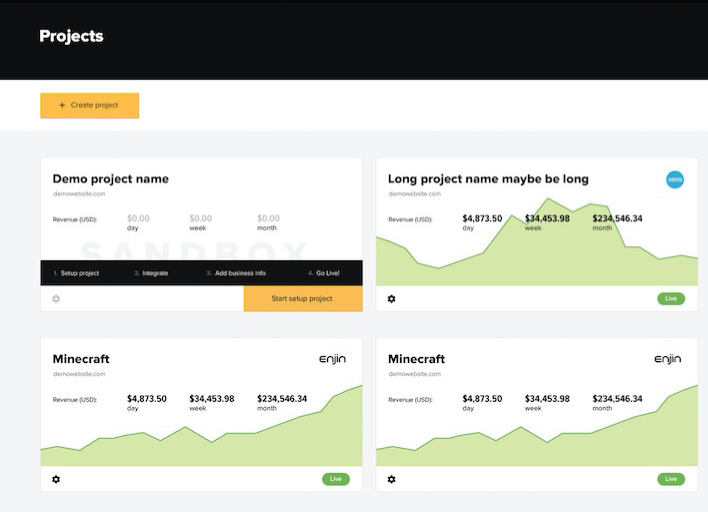 Projects
+ Create project
Demo project name
demowebsite.com
Revenue (USD):
$0.00
day
$0.00
week
$0.00
month
SANDBOX
1. Setup project
2. Integrate
3. Add business info
4. Go Live!
Start setup project
Long project name maybe be long
xero
demowebsite.com
Revenue (USD):
$4,873.50
day
$34,453.98
week
$234,546.34
month
Live
Minecraft
Enjin
demowebsite.com
Revenue (USD):
$4,873.50
day
$34,453.98
week
$234,546.34
month
Live
Minecraft
Enjin
demowebsite.com
Revenue (USD):
$4,873.50
day
$34,453.98
week
$234,546.34
month
Live